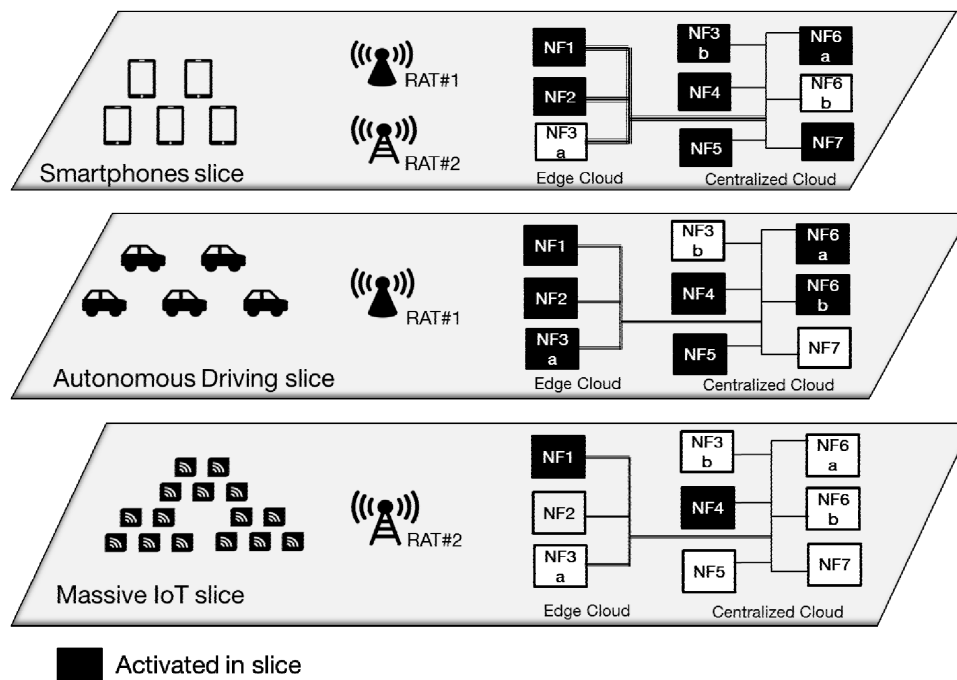 NF1
NF2
NF3
a
Edge Cloud
NF3
b
NF4
NF5
NF6
a
NF6
b
NF7
Centralized Cloud
RAT#1
RAT#2
Smartphones slice
NF1
NF2
NF3
a
Edge Cloud
NF3
b
NF4
NF5
NF6
a
NF6
b
NF7
Centralized Cloud
RAT#1
Autonomous Driving slice
NF1
NF2
NF3
a
Edge Cloud
NF3
b
NF4
NF5
NF6
a
NF6
b
NF7
Centralized Cloud
RAT#2
Massive IoT slice
Activated in slice